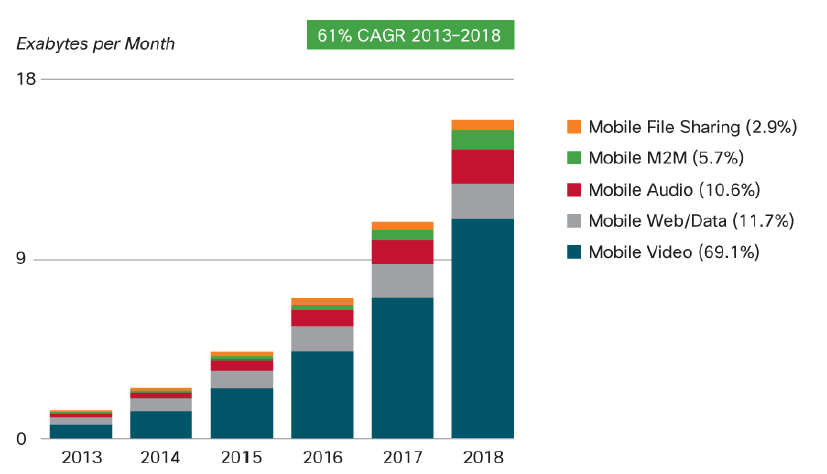 61% CAGR 2013–2018
Exabytes per Month
18
9
0
2013 2014 2015 2016 2017 2018
Mobile File Sharing (2.9%)
Mobile M2M (5.7%)
Mobile Audio (10.6%)
Mobile Web/Data (11.7%)
Mobile Video (69.1%)